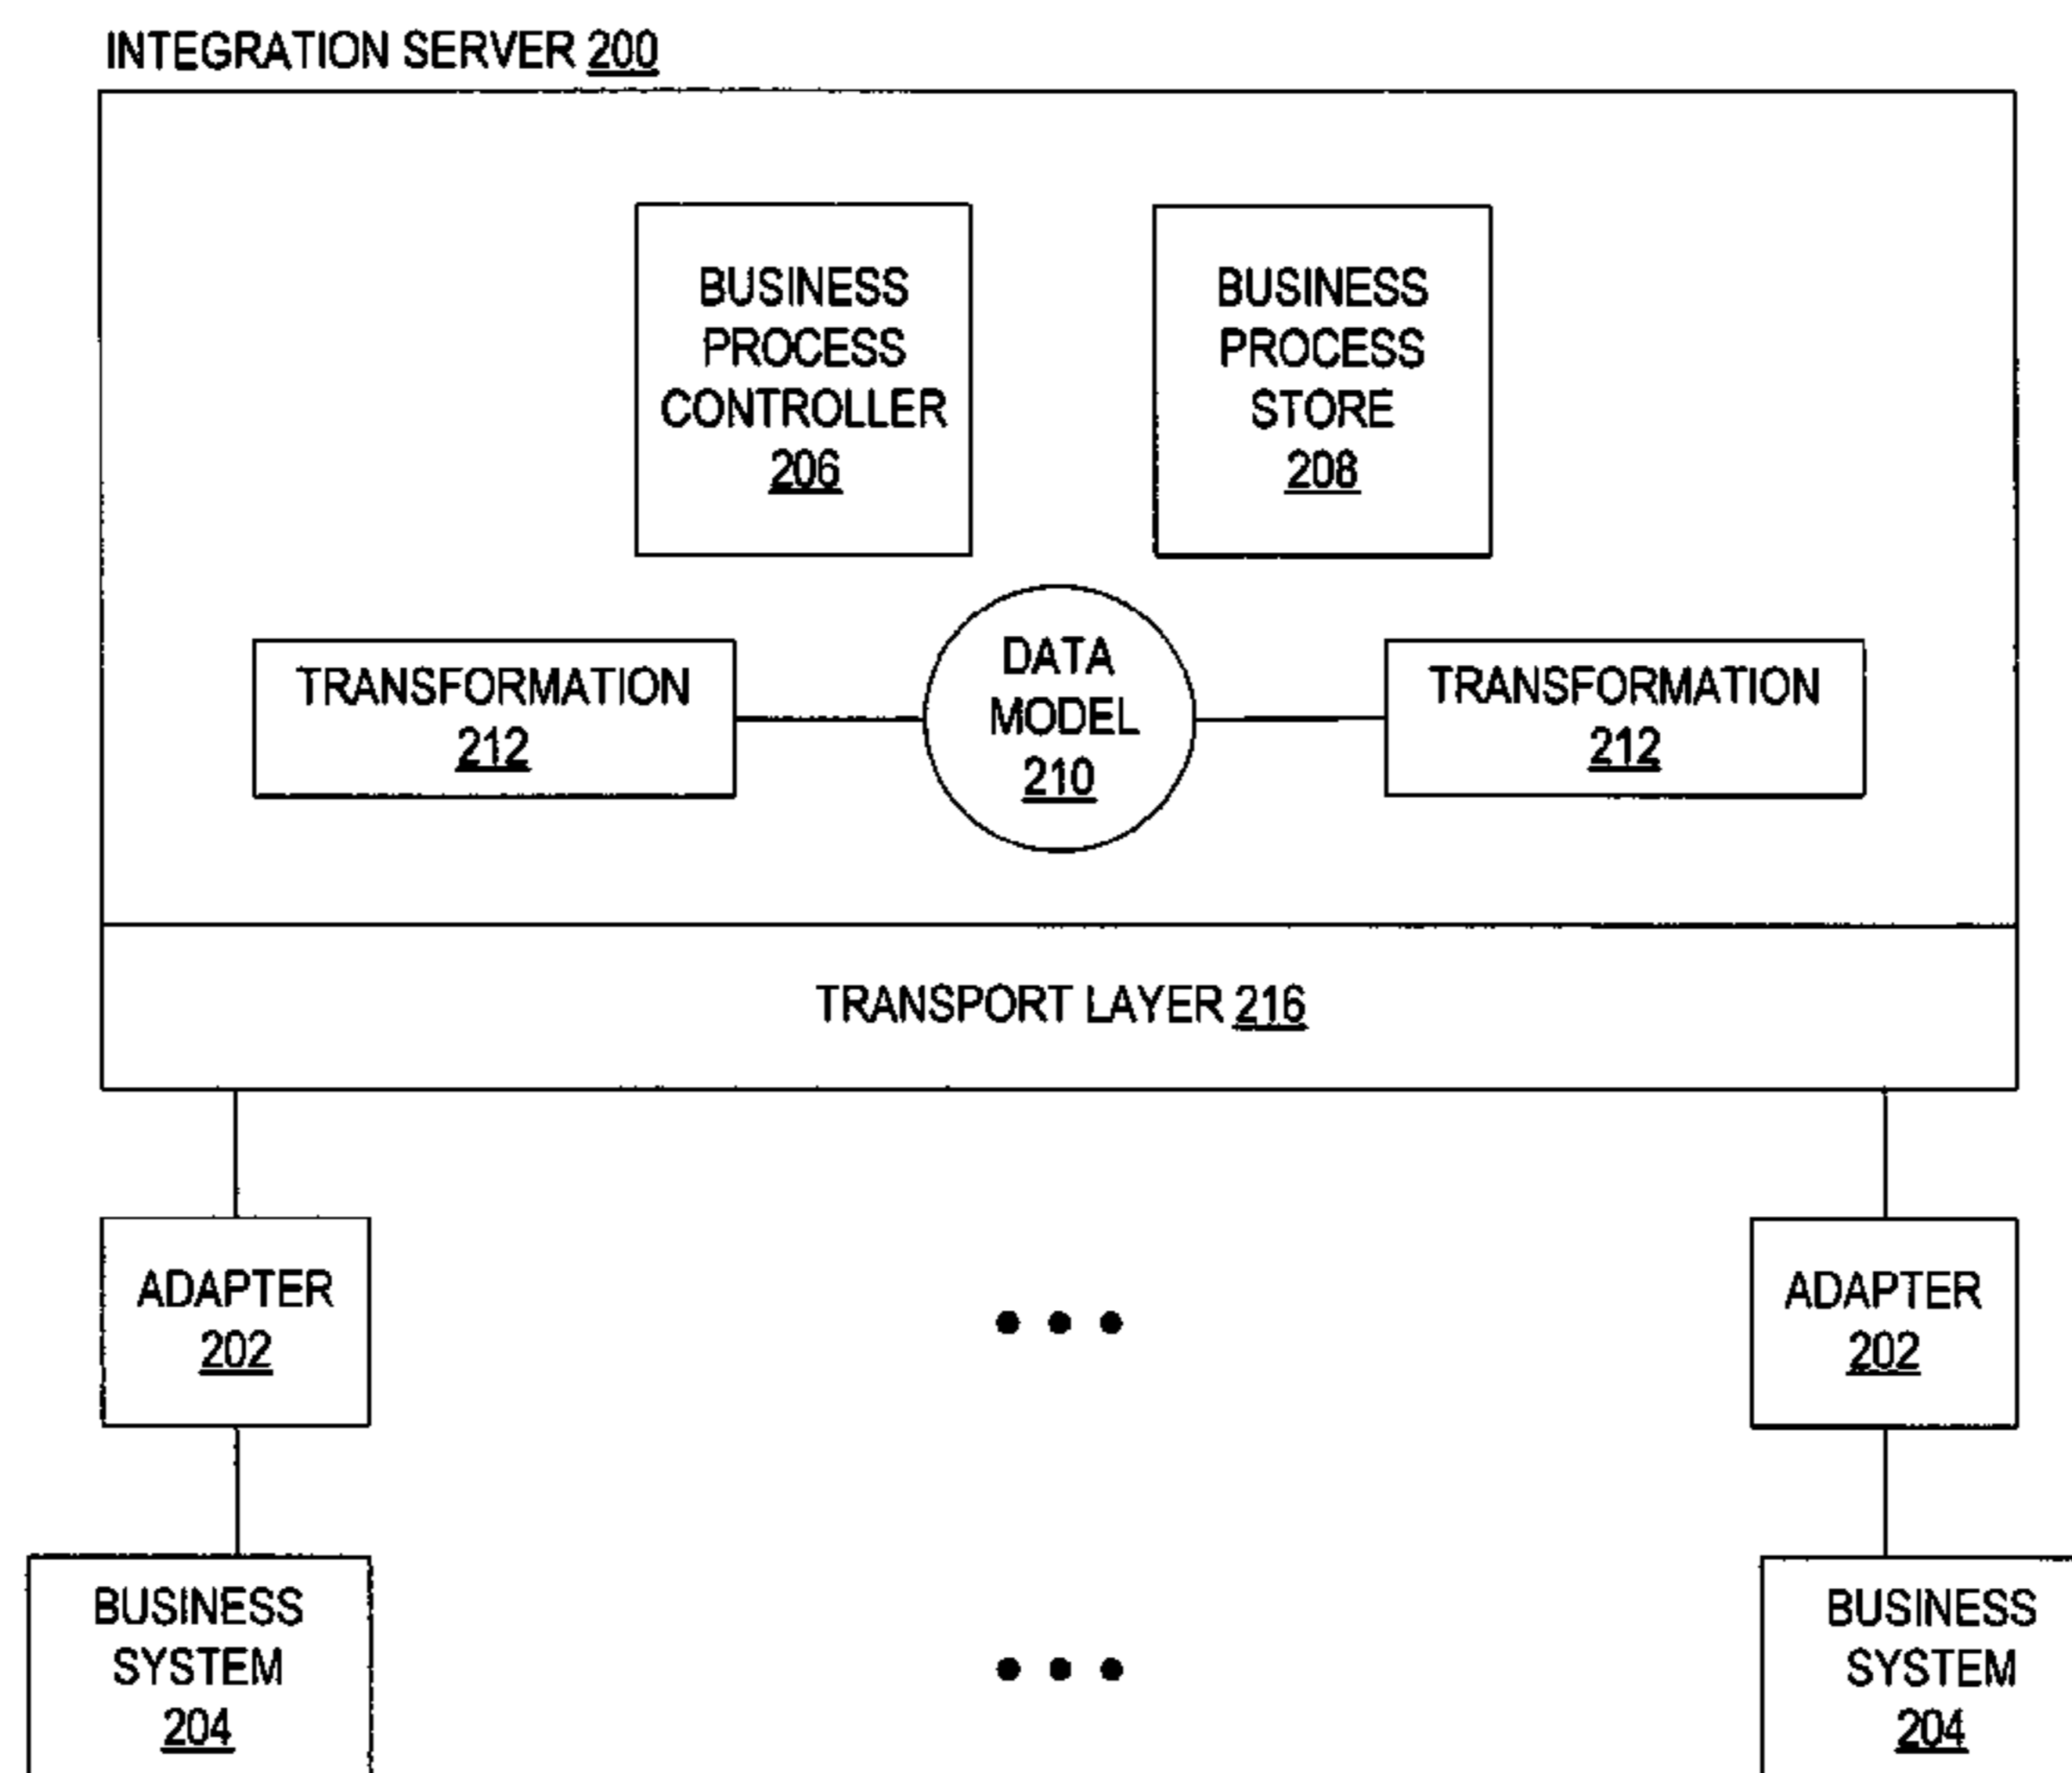 INTEGRATION SERVER 200
BUSINESS
PROCESS
CONTROLLER
206
BUSINESS
PROCESS
STORE
208
TRANSFORMATION
212
DATA
MODEL
210
TRANSFORMATION
212
TRANSPORT LAYER 216
ADAPTER
202
ADAPTER
202
BUSINESS
SYSTEM
204
BUSINESS
SYSTEM
204